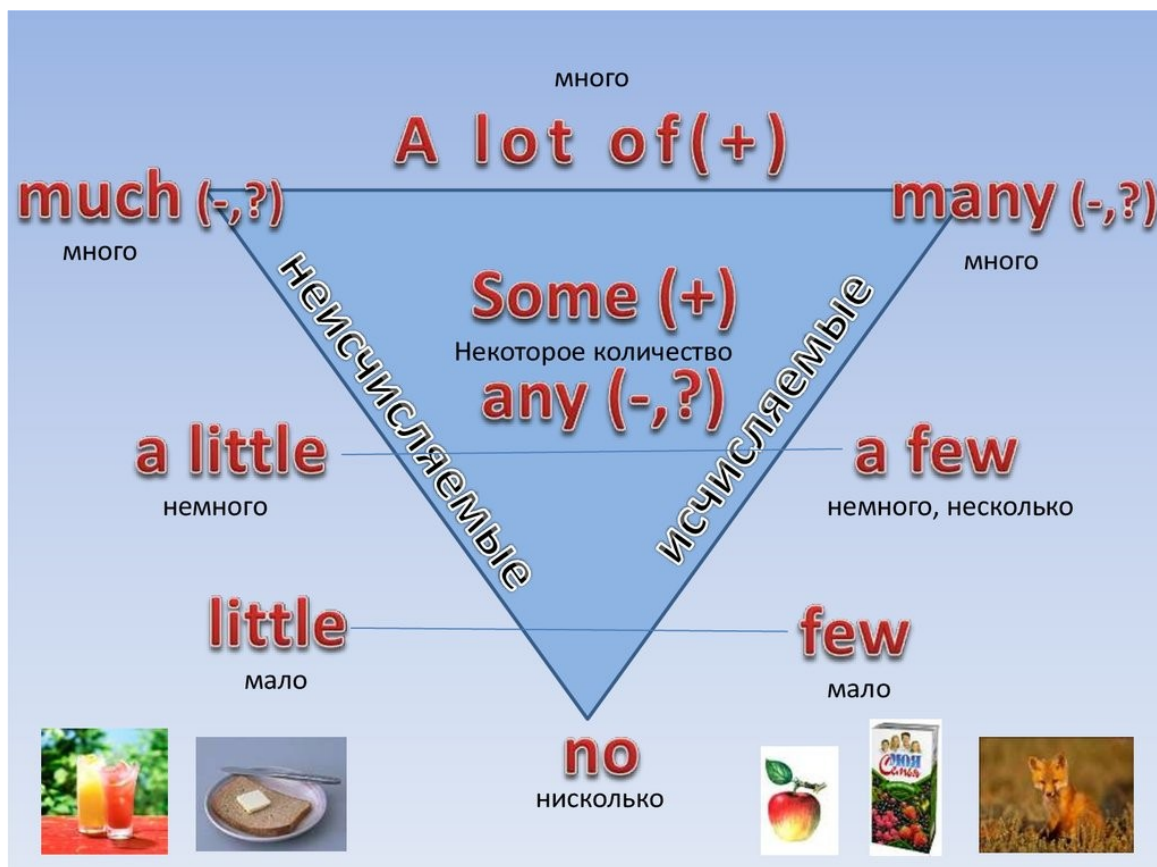 много
A lot of(+)
much (-,?)
many (-,?)
много
много
неисчисляемые
исчисляемые
Some (+)
Некоторое количество
any (-,?)
a little
a few
немного
немного, несколько
little
few
мало
мало
no
нисколько
МОЯ
Семья